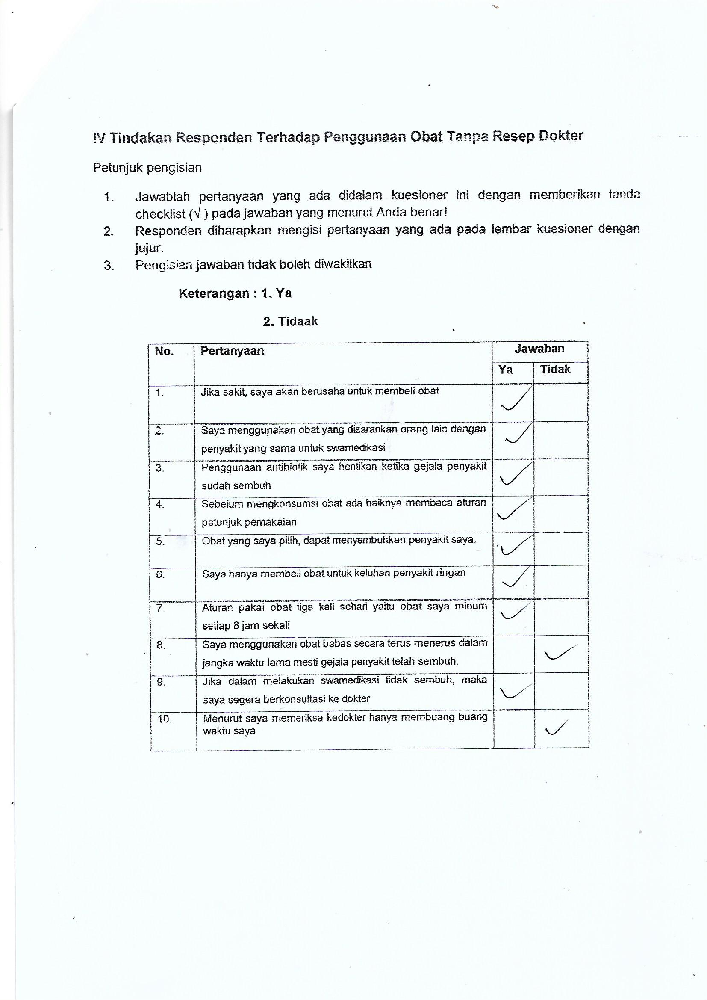 IV Tindakan Responden Terhadap Penggunaan Obat Tanpa Resep Dokter
Petunjuk pengisian
1. Jawablah pertanyaan yang ada didalam kuesioner ini dengan memberikan tanda
checklist (√ ) pada jawaban yang menurut Anda benar!
2. Responden diharapkan mengisi pertanyaan yang ada pada lembar kuesioner dengan
jujur.
3. Pengisian jawaban tidak boleh diwakilkan
Keterangan : 1. Ya
2. Tidaak
No. Pertanyaan Jawaban
Ya Tidak
1. Jika sakit, saya akan berusaha untuk membeli obat ✓
2. Saya menggunakan obat yang disarankan orang lain dengan ✓
penyakit yang sama untuk swamedikasi
3. Penggunaan antibiotik saya hentikan ketika gejala penyakit ✓
sudah sembuh
4. Sebelum mengkonsumsi obat ada baiknya membaca aturan ✓
petunjuk pemakaian
5. Obat yang saya pilih, dapat menyembuhkan penyakit saya. ✓
6. Saya hanya membeli obat untuk keluhan penyakit ringan ✓
7. Aturan pakai obat tiga kali sehari yaitu obat saya minum ✓
setiap 8 jam sekali
8. Saya menggunakan obat bebas secara terus menerus dalam ✓
jangka waktu lama mesti gejala penyakit telah sembuh.
9. Jika dalam melakukan swamedikasi tidak sembuh, maka ✓
saya segera berkonsultasi ke dokter
10. Menurut saya memeriksa kedokter hanya membuang buang ✓
waktu saya